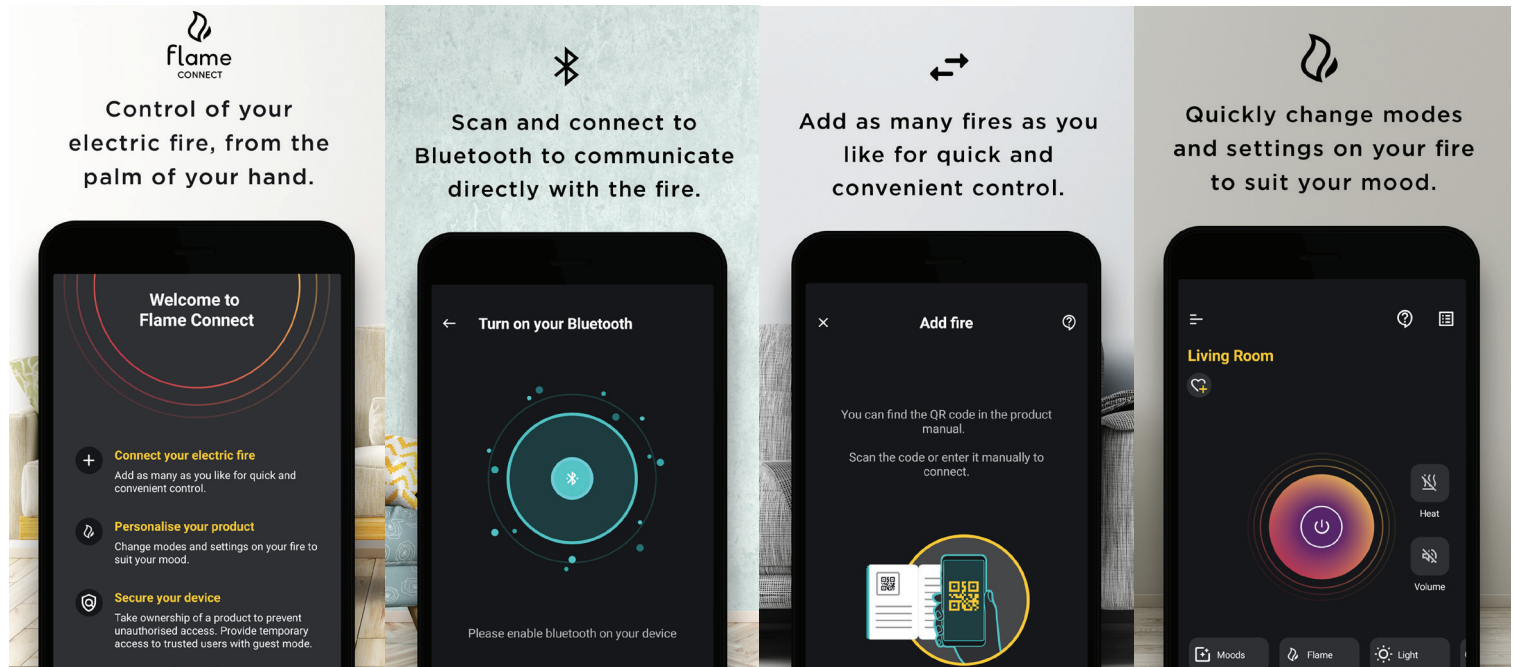 flame
CONNECT
Control of your
electric fire, from the
palm of your hand.
Welcome to
Flame Connect
Connect your electric fire
Add as many as you like for quick and
convenient control.
Personalise your product
Change modes and settings on your fire to
suit your mood.
Secure your device
Take ownership of a product to prevent
unauthorised access. Provide temporary
access to trusted users with guest mode.
Scan and connect to
Bluetooth to communicate
directly with the fire.
Turn on your Bluetooth
Please enable bluetooth on your device
Add as many fires as you
like for quick and
convenient control.
Add fire
You can find the QR code in the product
manual.
Scan the code or enter it manually to
connect.
Quickly change modes
and settings on your fire
to suit your mood.
Living Room
Heat
Volume
Moods
Flame
Light